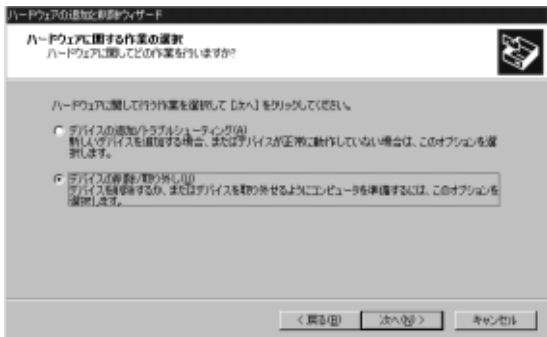 ハードウェアの追加と削除ウィザード
ハードウェアに関する作業の選択
ハードウェアに関してどの作業を行いますか?
ハードウェアに関して行う作業を選択して [次へ] をクリックしてください。
デバイスの追加/トラブルシューティング(A)
新しいデバイスを追加する場合、またはデバイスが正常に動作していない場合は、このオプションを選
択します。
デバイスの削除/取り外し(U)
デバイスを削除するか、またはデバイスを取り外せるようにコンピュータを準備するには、このオプションを
選択します。
< 戻る(B)
次へ(N) >
キャンセル